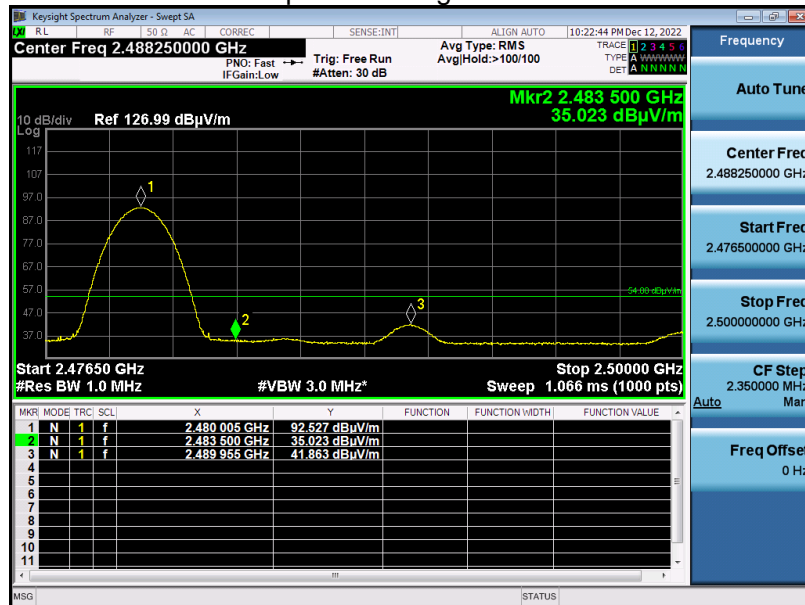 Keysight Spectrum Analyzer - Swept SA
LXI RL RF 50 Ω AC CORREC SENSE:INT ALIGN AUTO 10:22:44 PM Dec 12, 2022
Center Freq 2.488250000 GHz
PNO: Fast
IFGain:Low
Trig: Free Run
#Atten: 30 dB
Avg Type: RMS
Avg|Hold:>100/100
TRACE 1 2 3 4 5 6
TYPE A WWWWW
DET A N N N N N
Mkr2 2.483 500 GHz
35.023 dBµV/m
10 dB/div Ref 126.99 dBµV/m
Log
117
107
97.0
87.0
77.0
67.0
57.0
47.0
37.0
1
2
3
54.00 dBµV/m
Start 2.47650 GHz Stop 2.50000 GHz
#Res BW 1.0 MHz #VBW 3.0 MHz* Sweep 1.066 ms (1000 pts)
MKR MODE TRC SCL X Y FUNCTION FUNCTION WIDTH FUNCTION VALUE
1 N 1 f 2.480 005 GHz 92.527 dBµV/m
2 N 1 f 2.483 500 GHz 35.023 dBµV/m
3 N 1 f 2.489 955 GHz 41.863 dBµV/m
4
5
6
7
8
9
10
11
MSG STATUS
Frequency
Auto Tune
Center Freq
2.488250000 GHz
Start Freq
2.476500000 GHz
Stop Freq
2.500000000 GHz
CF Step
2.350000 MHz
Auto Man
Freq Offset
0 Hz